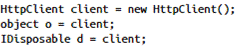 HttpClient client = new HttpClient();
object o = client;
IDisposable d = client;